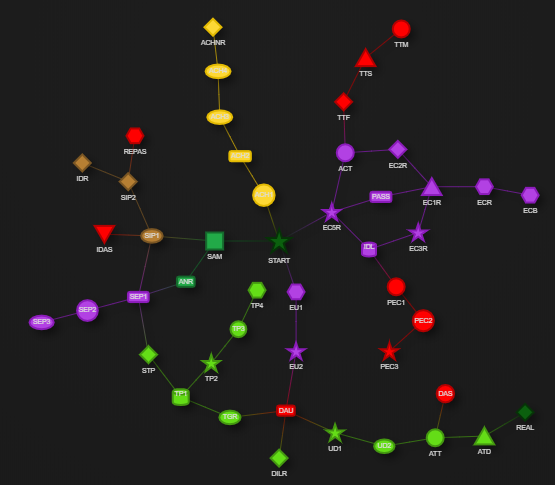 TTM
ACHNR
TTS
TTF
REPAS
ACT
EC2R
IDR
SIP2
PASS
EC1R
ECR
ECB
EC5R
SIP1
IDAS
SAM
START
IDL
EC3R
ANR
PEC1
TP4
EU1
SEP1
SEP2
SEP3
PEC2
TP3
STP
TP2
EU2
PEC3
TP1
TGR
DAU
DAS
REAL
UD1
UD2
ATT
ATD
DILR